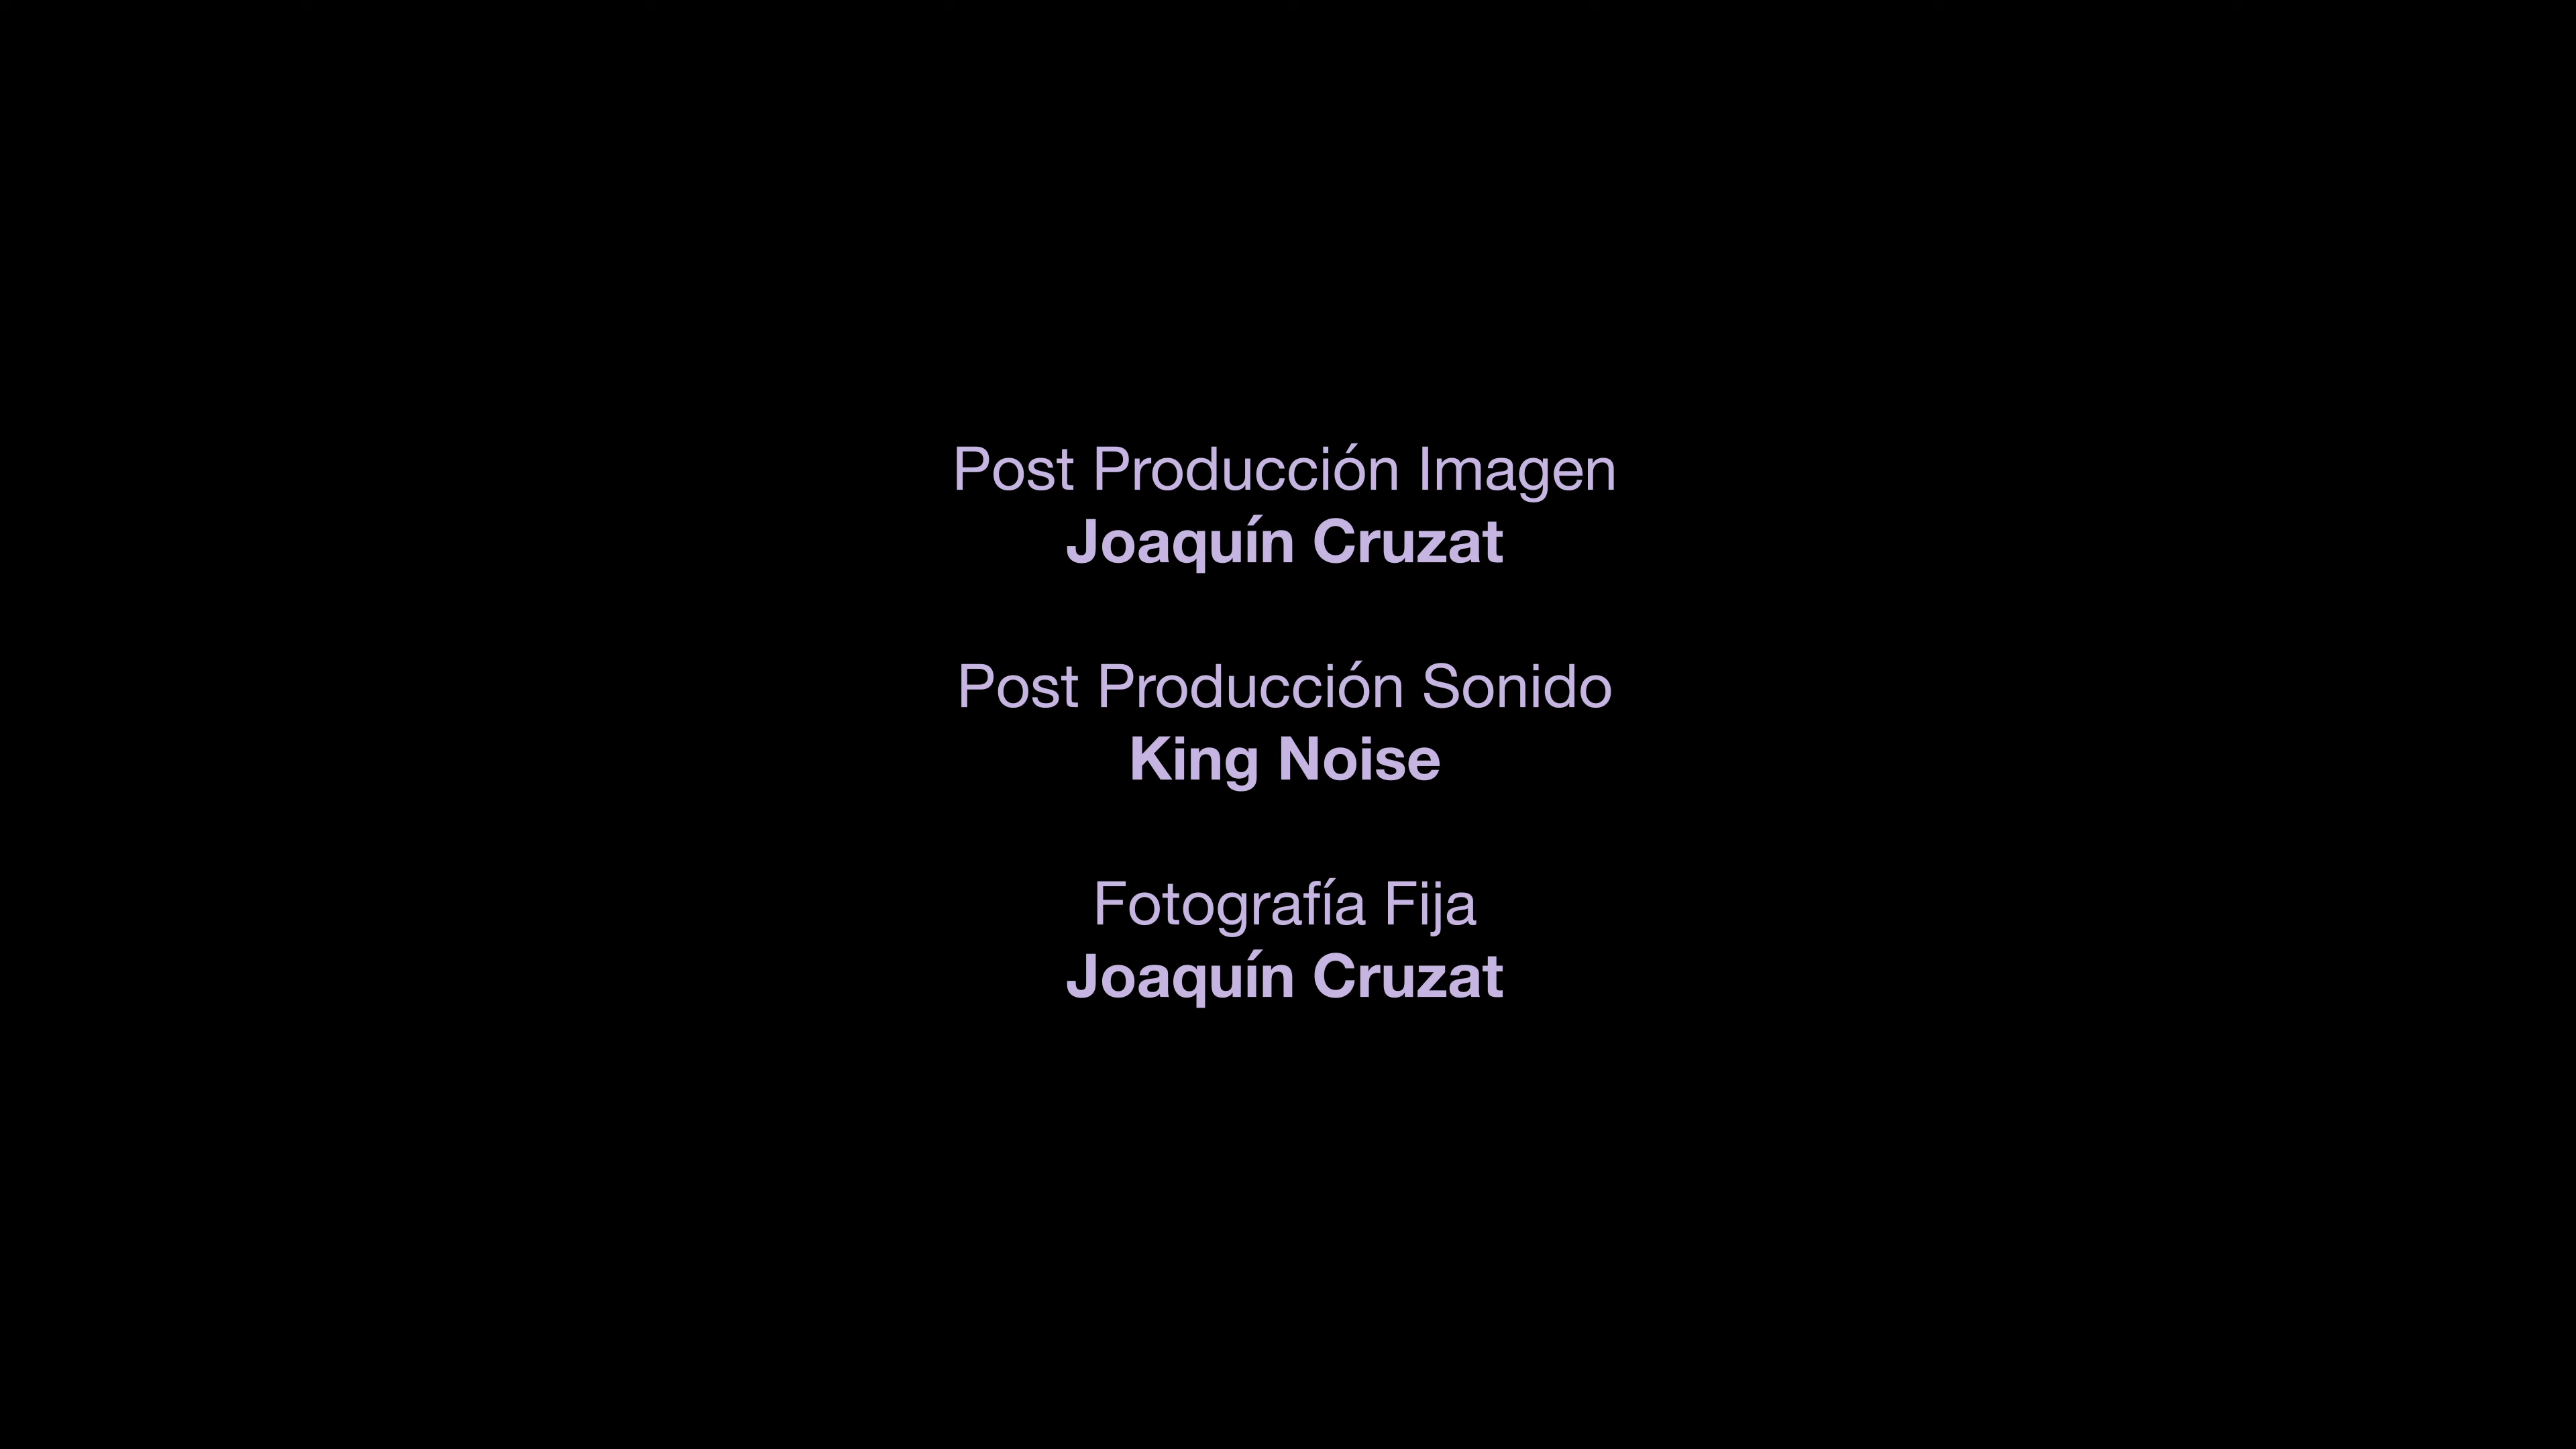 Post Producción Imagen
Joaquín Cruzat
Post Producción Sonido
King Noise
Fotografía Fija
Joaquín Cruzat